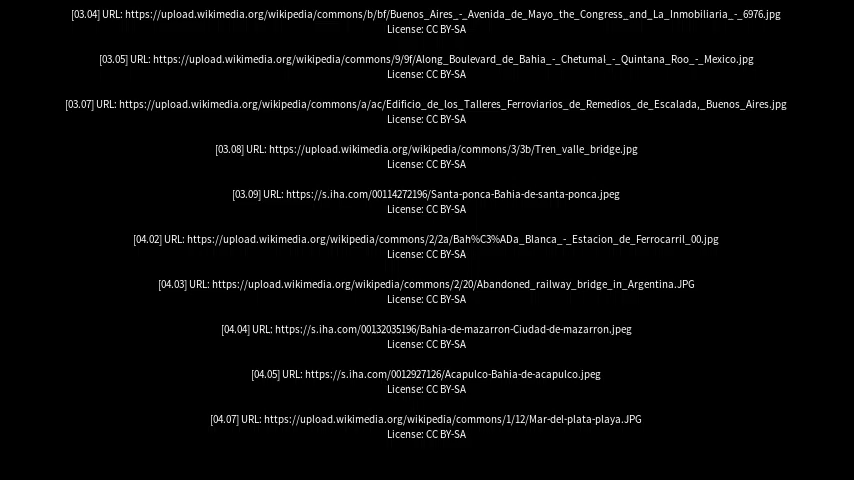 [03.04] URL: https://upload.wikimedia.org/wikipedia/commons/b/bf/Buenos_Aires_-_Avenida_de_Mayo_the_Congress_and_La_Inmobiliaria_-_6976.jpg
License: CC BY-SA
[03.05] URL: https://upload.wikimedia.org/wikipedia/commons/9/9f/Along_Boulevard_de_Bahia_-_Chetumal_-_Quintana_Roo_-_Mexico.jpg
License: CC BY-SA
[03.07] URL: https://upload.wikimedia.org/wikipedia/commons/a/ac/Edificio_de_los_Talleres_Ferroviarios_de_Remedios_de_Escalada,_Buenos_Aires.jpg
License: CC BY-SA
[03.08] URL: https://upload.wikimedia.org/wikipedia/commons/3/3b/Tren_valle_bridge.jpg
License: CC BY-SA
[03.09] URL: https://s.iha.com/00114272196/Santa-ponca-Bahia-de-santa-ponca.jpeg
License: CC BY-SA
[04.02] URL: https://upload.wikimedia.org/wikipedia/commons/2/2a/Bah%C3%ADa_Blanca_-_Estacion_de_Ferrocarril_00.jpg
License: CC BY-SA
[04.03] URL: https://upload.wikimedia.org/wikipedia/commons/2/20/Abandoned_railway_bridge_in_Argentina.JPG
License: CC BY-SA
[04.04] URL: https://s.iha.com/00132035196/Bahia-de-mazarron-Ciudad-de-mazarron.jpeg
License: CC BY-SA
[04.05] URL: https://s.iha.com/0012927126/Acapulco-Bahia-de-acapulco.jpeg
License: CC BY-SA
[04.07] URL: https://upload.wikimedia.org/wikipedia/commons/1/12/Mar-del-plata-playa.JPG
License: CC BY-SA